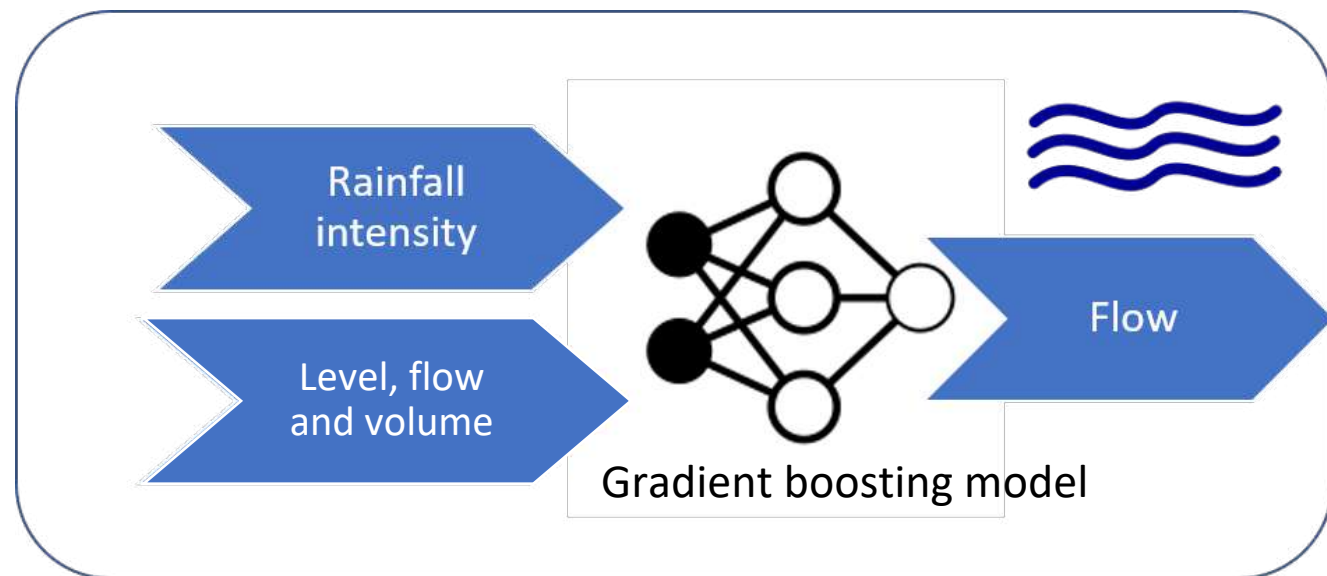 Rainfall
intensity
Level, flow
and volume
Gradient boosting model
Flow